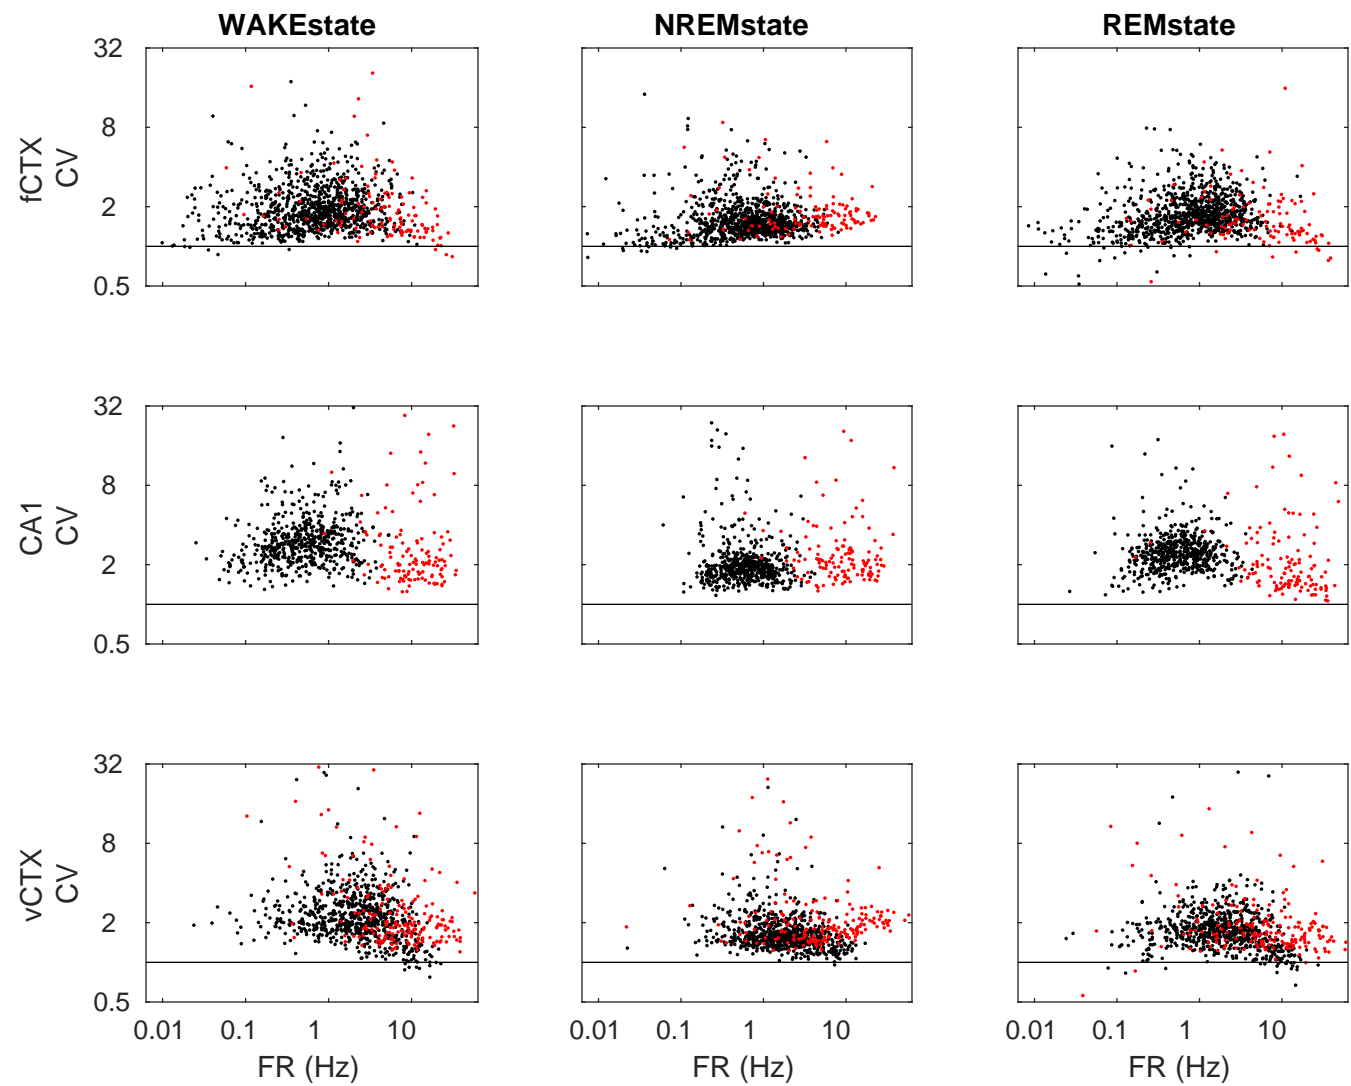 WAKEstate NREMstate REMstate
32
8
2
0.5
fCTX
CV
32
8
2
0.5
CA1
CV
32
8
2
0.5
vCTX
CV
0.01 0.1 1 10
FR (Hz)
0.01 0.1 1 10
FR (Hz)
0.01 0.1 1 10
FR (Hz)